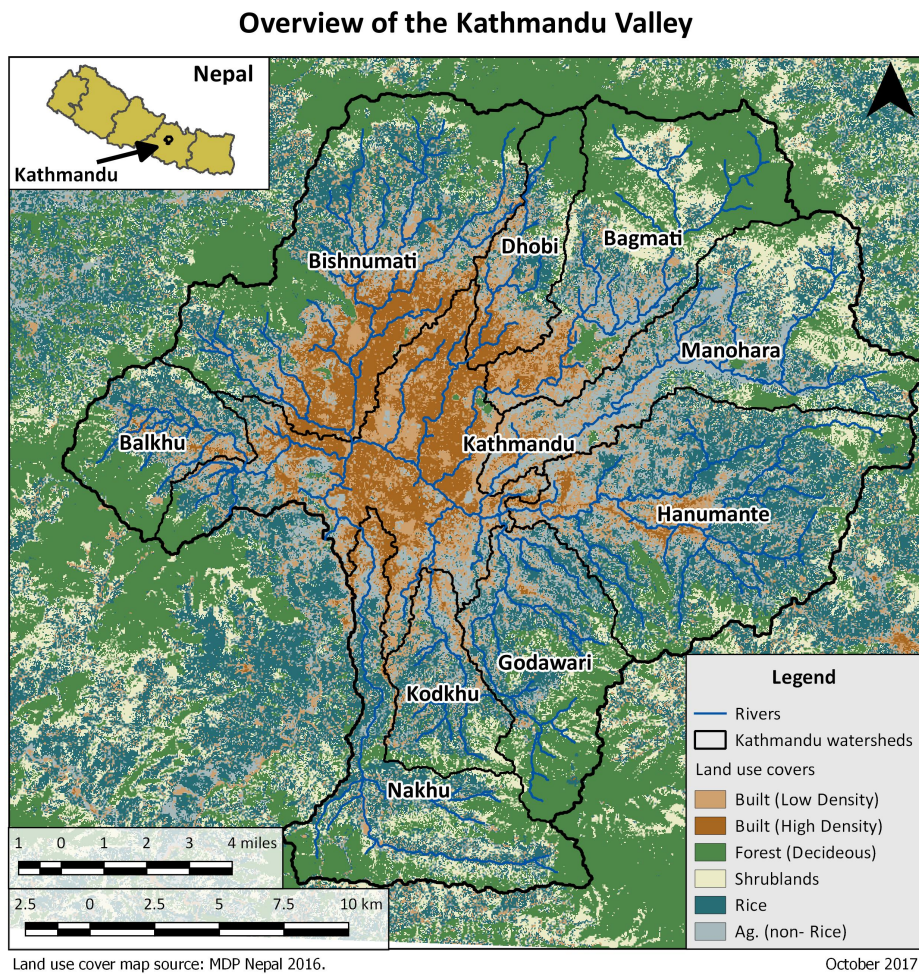 Overview of the Kathmandu Valley
Nepal
Kathmandu
Bishnumati
Dhobi
Bagmati
Manohara
Balkhu
Kathmandu
Hanumante
Godawari
Kodkhu
Nakhu
Legend
Rivers
Kathmandu watersheds
Land use covers
Built (Low Density)
Built (High Density)
Forest (Decideous)
Shrublands
Rice
Ag. (non- Rice)
1 0 1 2 3 4 miles
2.5 0 2.5 5 7.5 10 km
Land use cover map source: MDP Nepal 2016.
October 2017